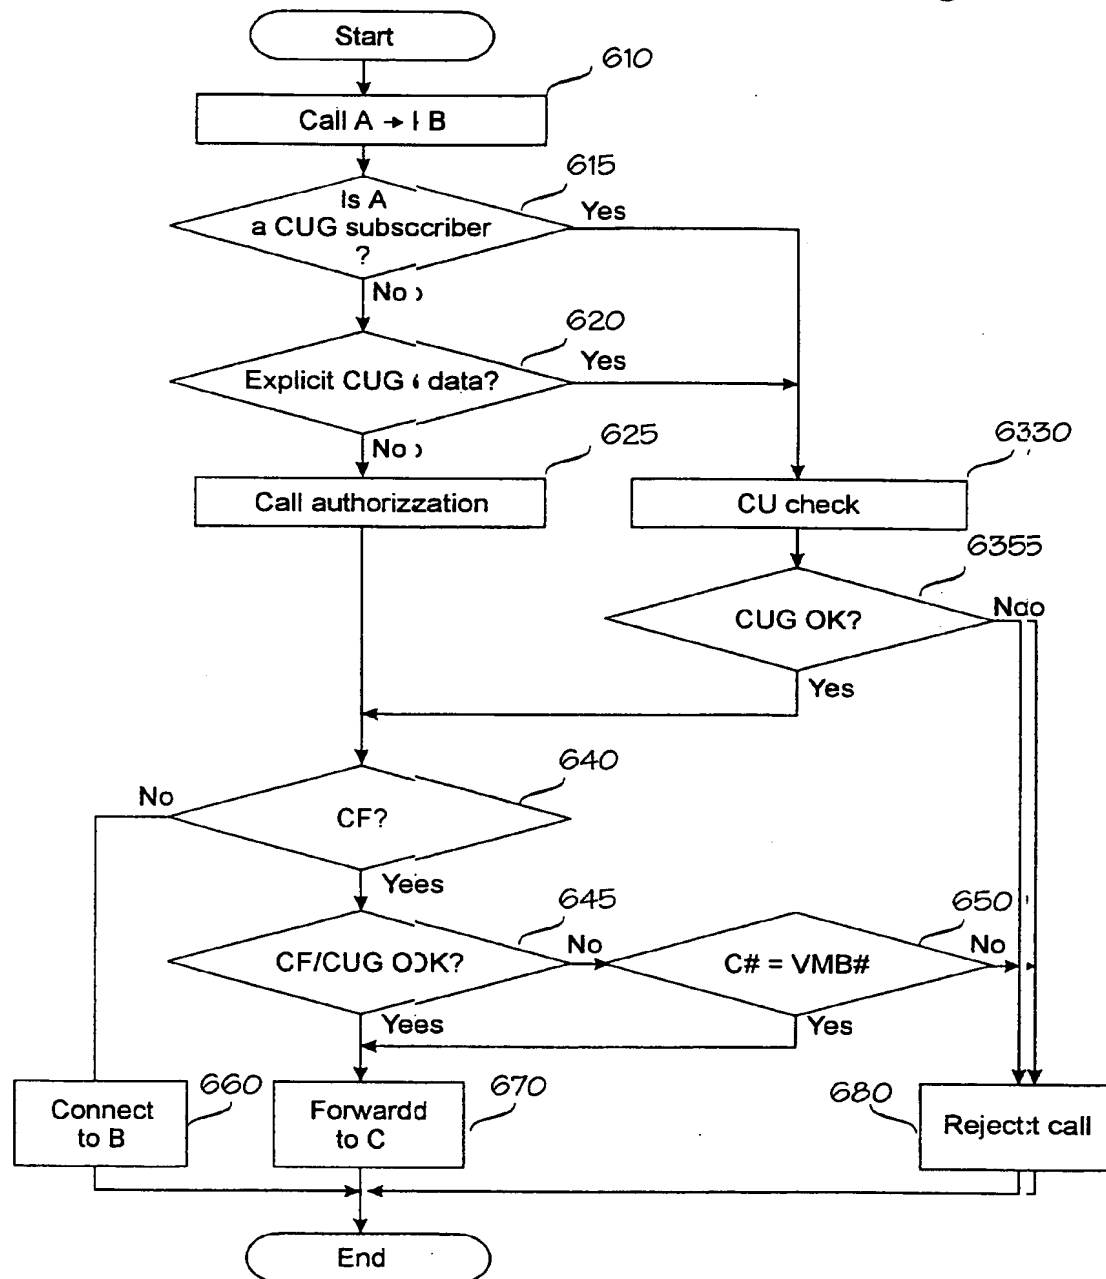 Start
610
Call A → I B
615
Is A
a CUG subsccriber
?
Yes
No
620
Explicit CUG data?
Yes
No
625
Call authorizzation
6330
CU check
6355
CUG OK?
Ndo
Yes
640
CF?
No
Yees
645
CF/CUG OOK?
No
650
C# = VMB#
No
Yees
Yes
660
Connect
to B
670
Forwardd
to C
680
Reject:t call
End